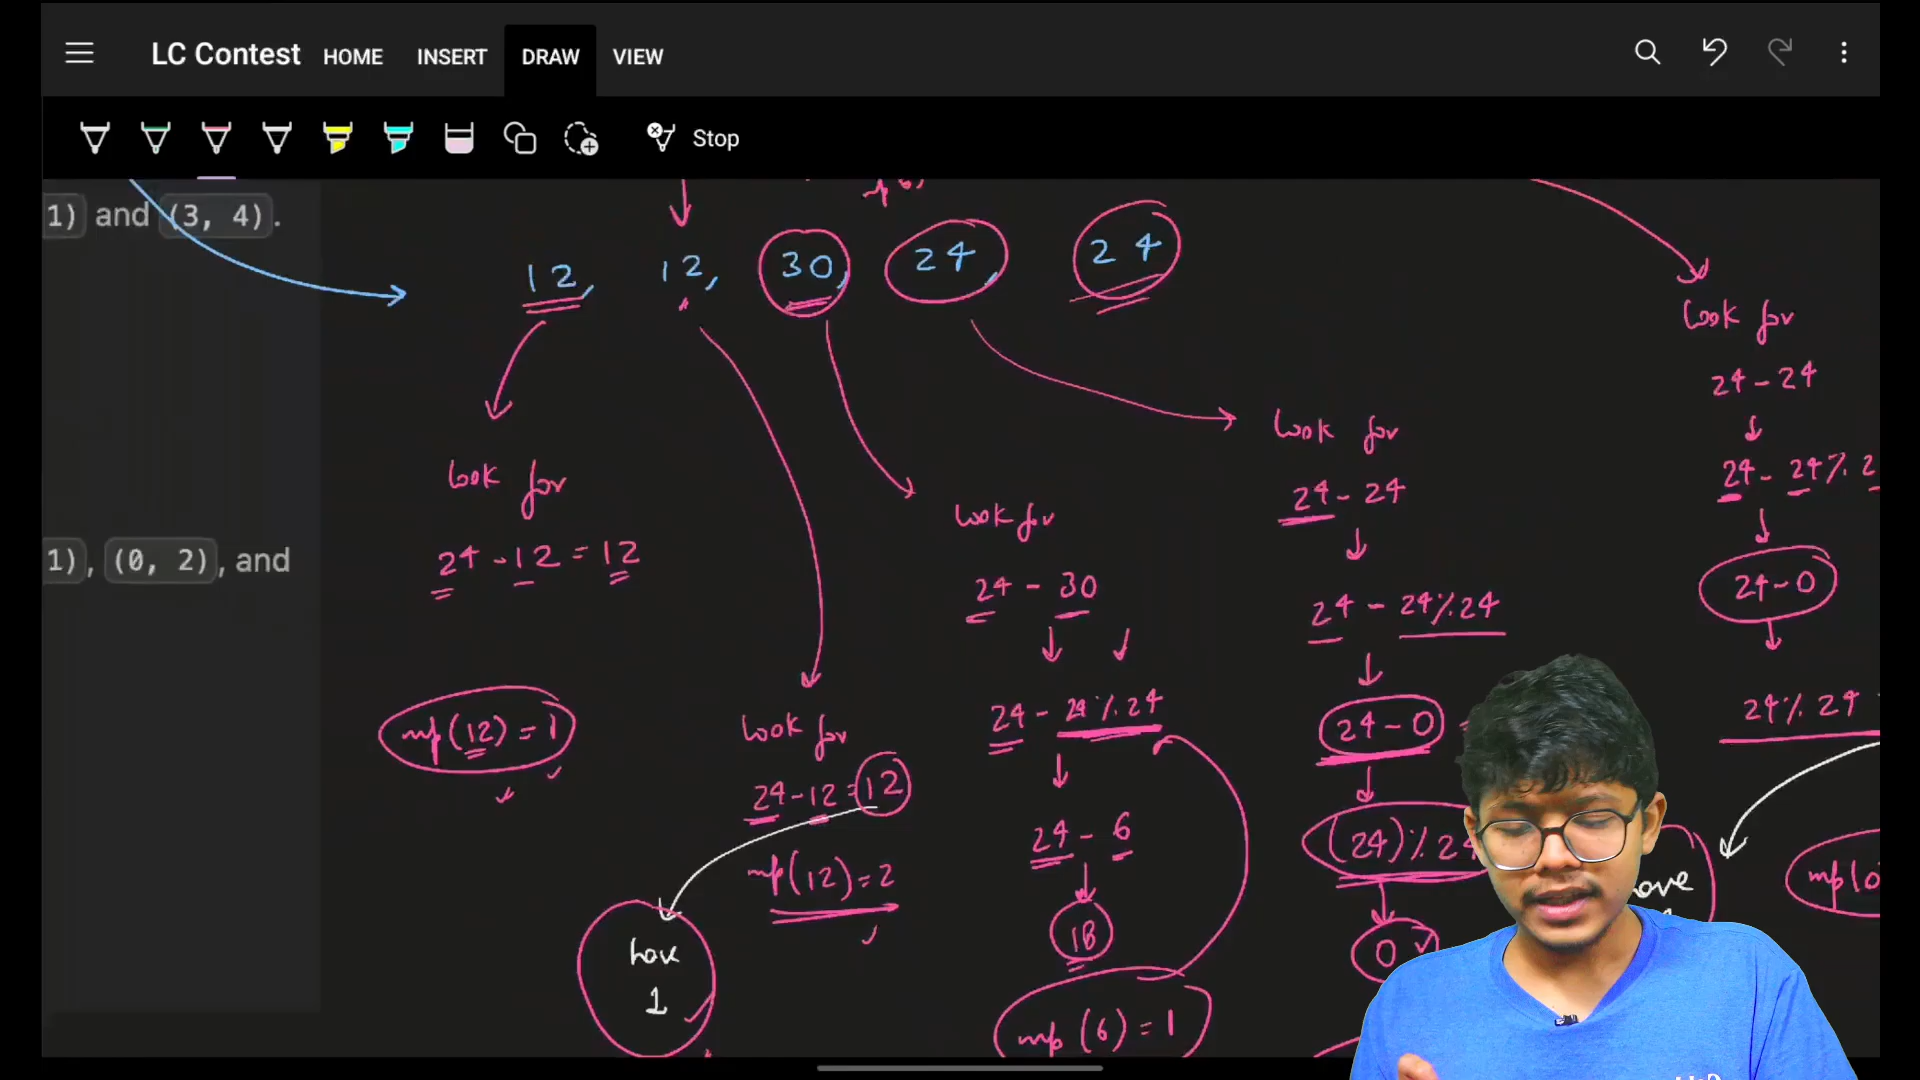 LC Contest HOME INSERT DRAW VIEW
Stop
1) and (3, 4).
12, 12, 30, 24, 24
look for
24 - 12 = 12
mp(12) = 1
look for
24-12=12
mp(12)=2
have
1
look for
24 - 30
24 - 24%24
24 - 6
18
mp (6) = 1
look for
24 - 24
24 - 24%24
24-0
(24)%24
0
look for
24-24
24-24%2
24-0
24%24
ove
mp(0
1), (0, 2), and